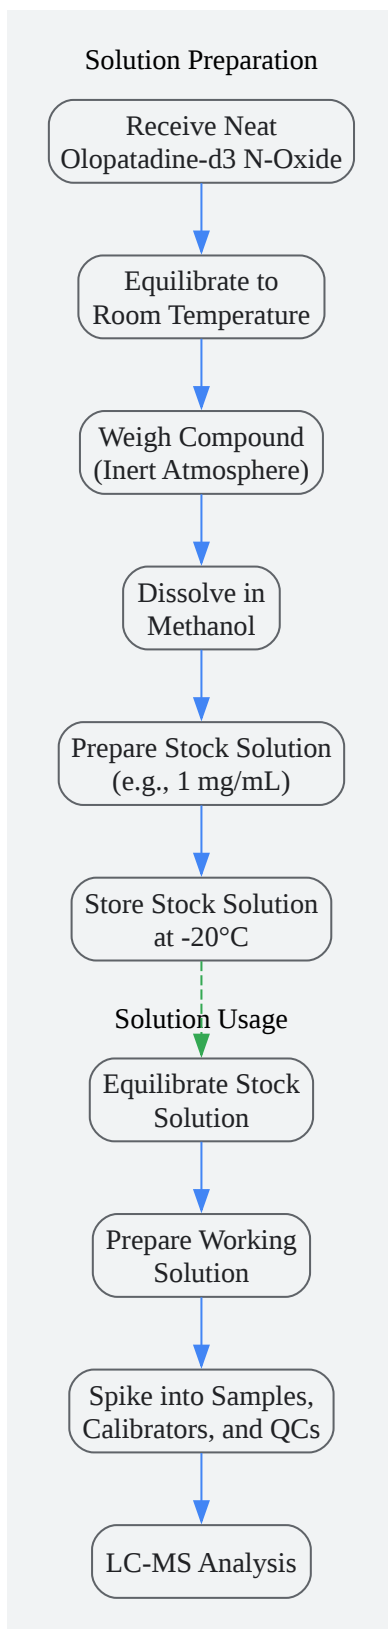 Solution Preparation
Receive Neat
Olopatadine-d3 N-Oxide
Equilibrate to
Room Temperature
Weigh Compound
(Inert Atmosphere)
Dissolve in
Methanol
Prepare Stock Solution
(e.g., 1 mg/mL)
Store Stock Solution
at -20°C
Solution Usage
Equilibrate Stock
Solution
Prepare Working
Solution
Spike into Samples,
Calibrators, and QCs
LC-MS Analysis